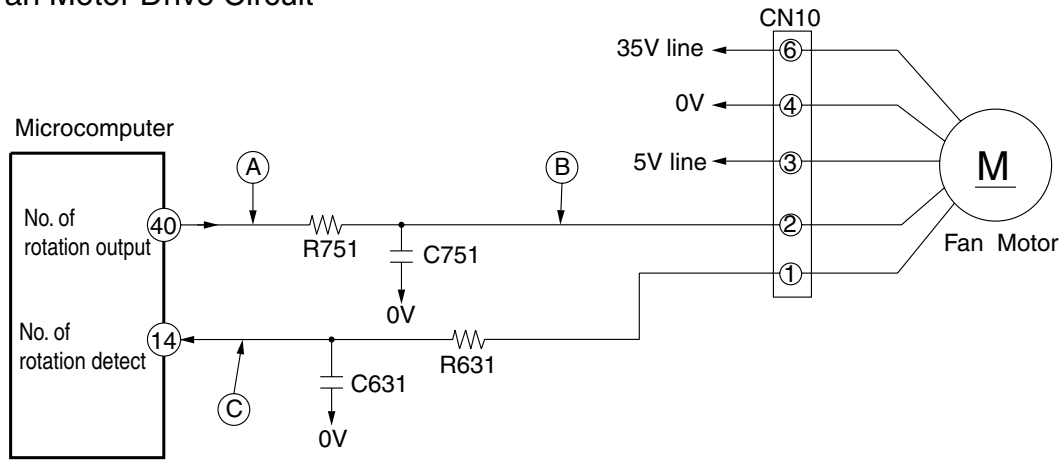 an Motor Drive Circuit
CN10
35V line
6
0V
4
Microcomputer
5V line
3
M
A
B
No. of
rotation output
40
R751
C751
2
Fan Motor
0V
1
No. of
rotation detect
14
R631
C631
C
0V